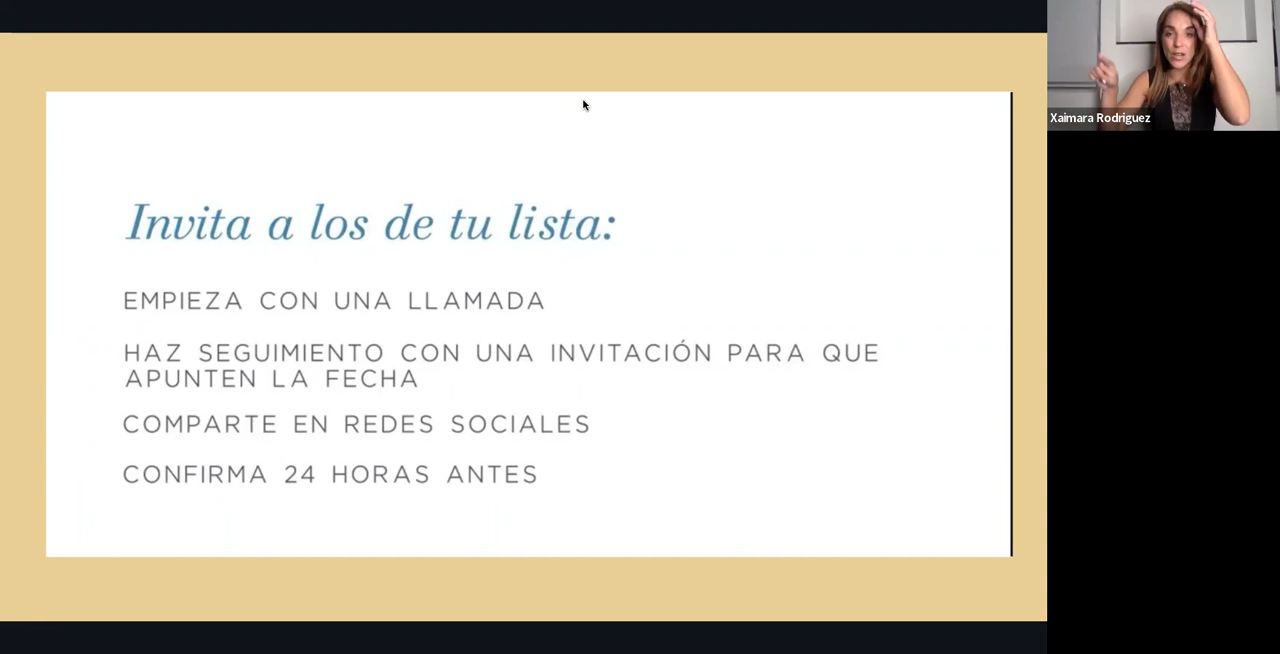 Invita a los de tu lista:
EMPIEZA CON UNA LLAMADA
HAZ SEGUIMIENTO CON UNA INVITACIÓN PARA QUE
APUNTEN LA FECHA
COMPARTE EN REDES SOCIALES
CONFIRMA 24 HORAS ANTES
Xaimara Rodriguez